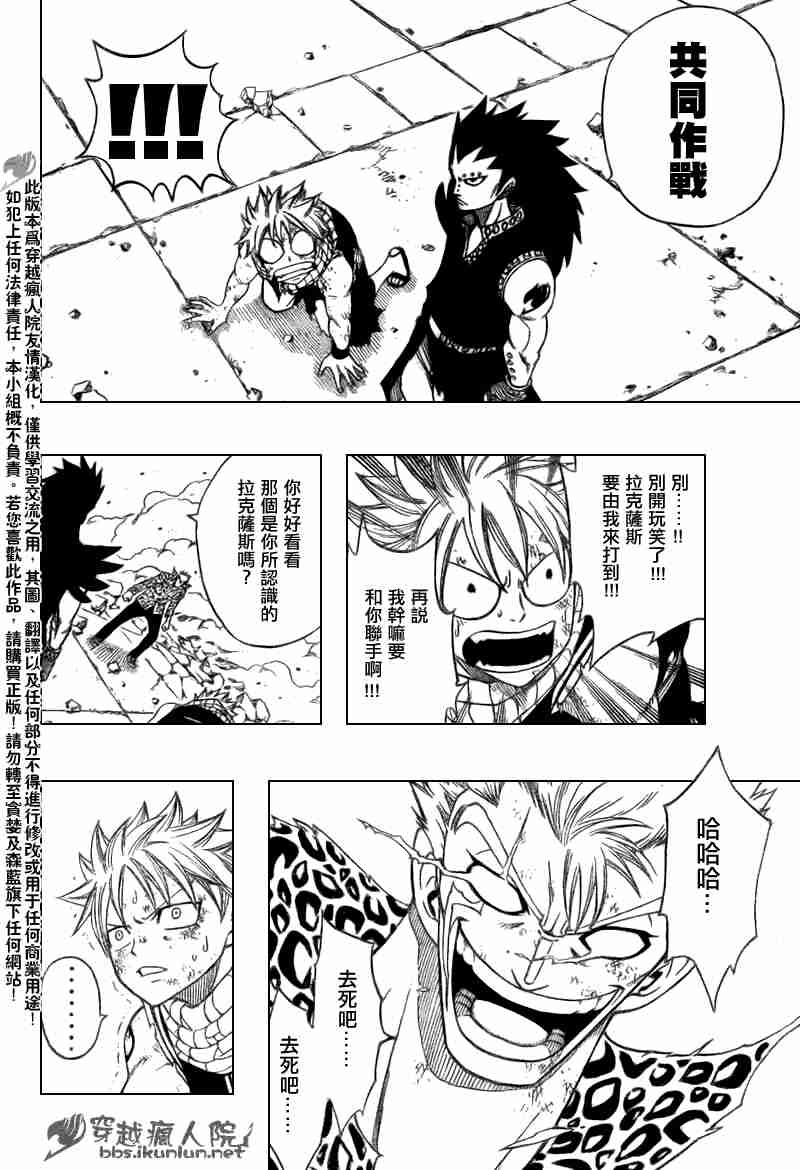 共同作戰
!!!
別……!!
別開玩笑了!!!
拉克薩斯
要由我來打到!!!
再説
我幹嘛要
和你聯手啊!!!
你好好看看
那個是你所認識的
拉克薩斯嗎?
哈哈哈…
去死吧……
去死吧……
………
此版本爲穿越瘋人院友情漢化，僅供學習交流之用，其圖、翻譯以及任何部分不得進行修改或用于任何商業用途！
如犯上任何法律責任，本小組概不負責。若您喜歡此作品，請購買正版！請勿轉至貪婪及森藍旗下任何網站！
穿越瘋人院
bbs.ikunlun.net